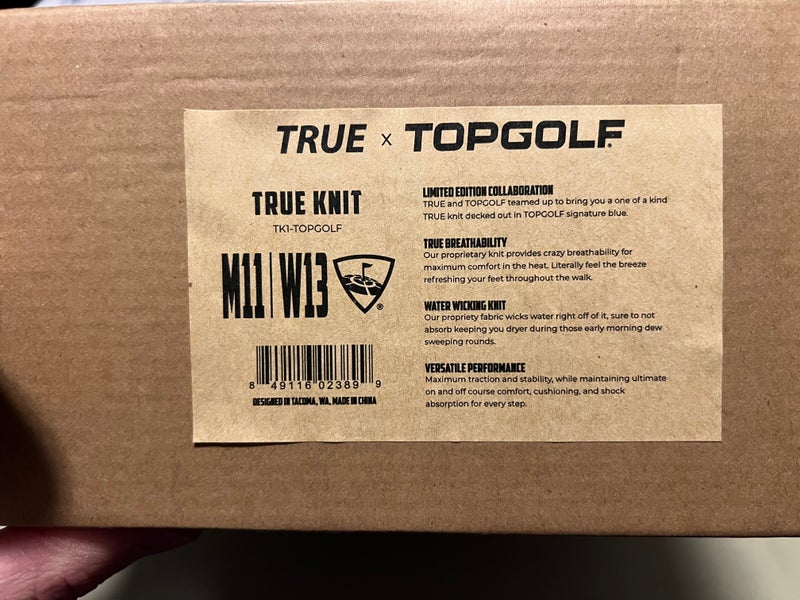 TRUE x TOPGOLF®
TRUE KNIT
TK1-TOPGOLF
M11 | W13
®
8 49116 02389 9
DESIGNED IN TACOMA, WA, MADE IN CHINA
LIMITED EDITION COLLABORATION
TRUE and TOPGOLF teamed up to bring you a one of a kind
TRUE knit decked out in TOPGOLF signature blue.
TRUE BREATHABILITY
Our proprietary knit provides crazy breathability for
maximum comfort in the heat. Literally feel the breeze
refreshing your feet throughout the walk.
WATER WICKING KNIT
Our propriety fabric wicks water right off of it, sure to not
absorb keeping you dryer during those early morning dew
sweeping rounds.
VERSATILE PERFORMANCE
Maximum traction and stability, while maintaining ultimate
on and off course comfort, cushioning, and shock
absorption for every step.